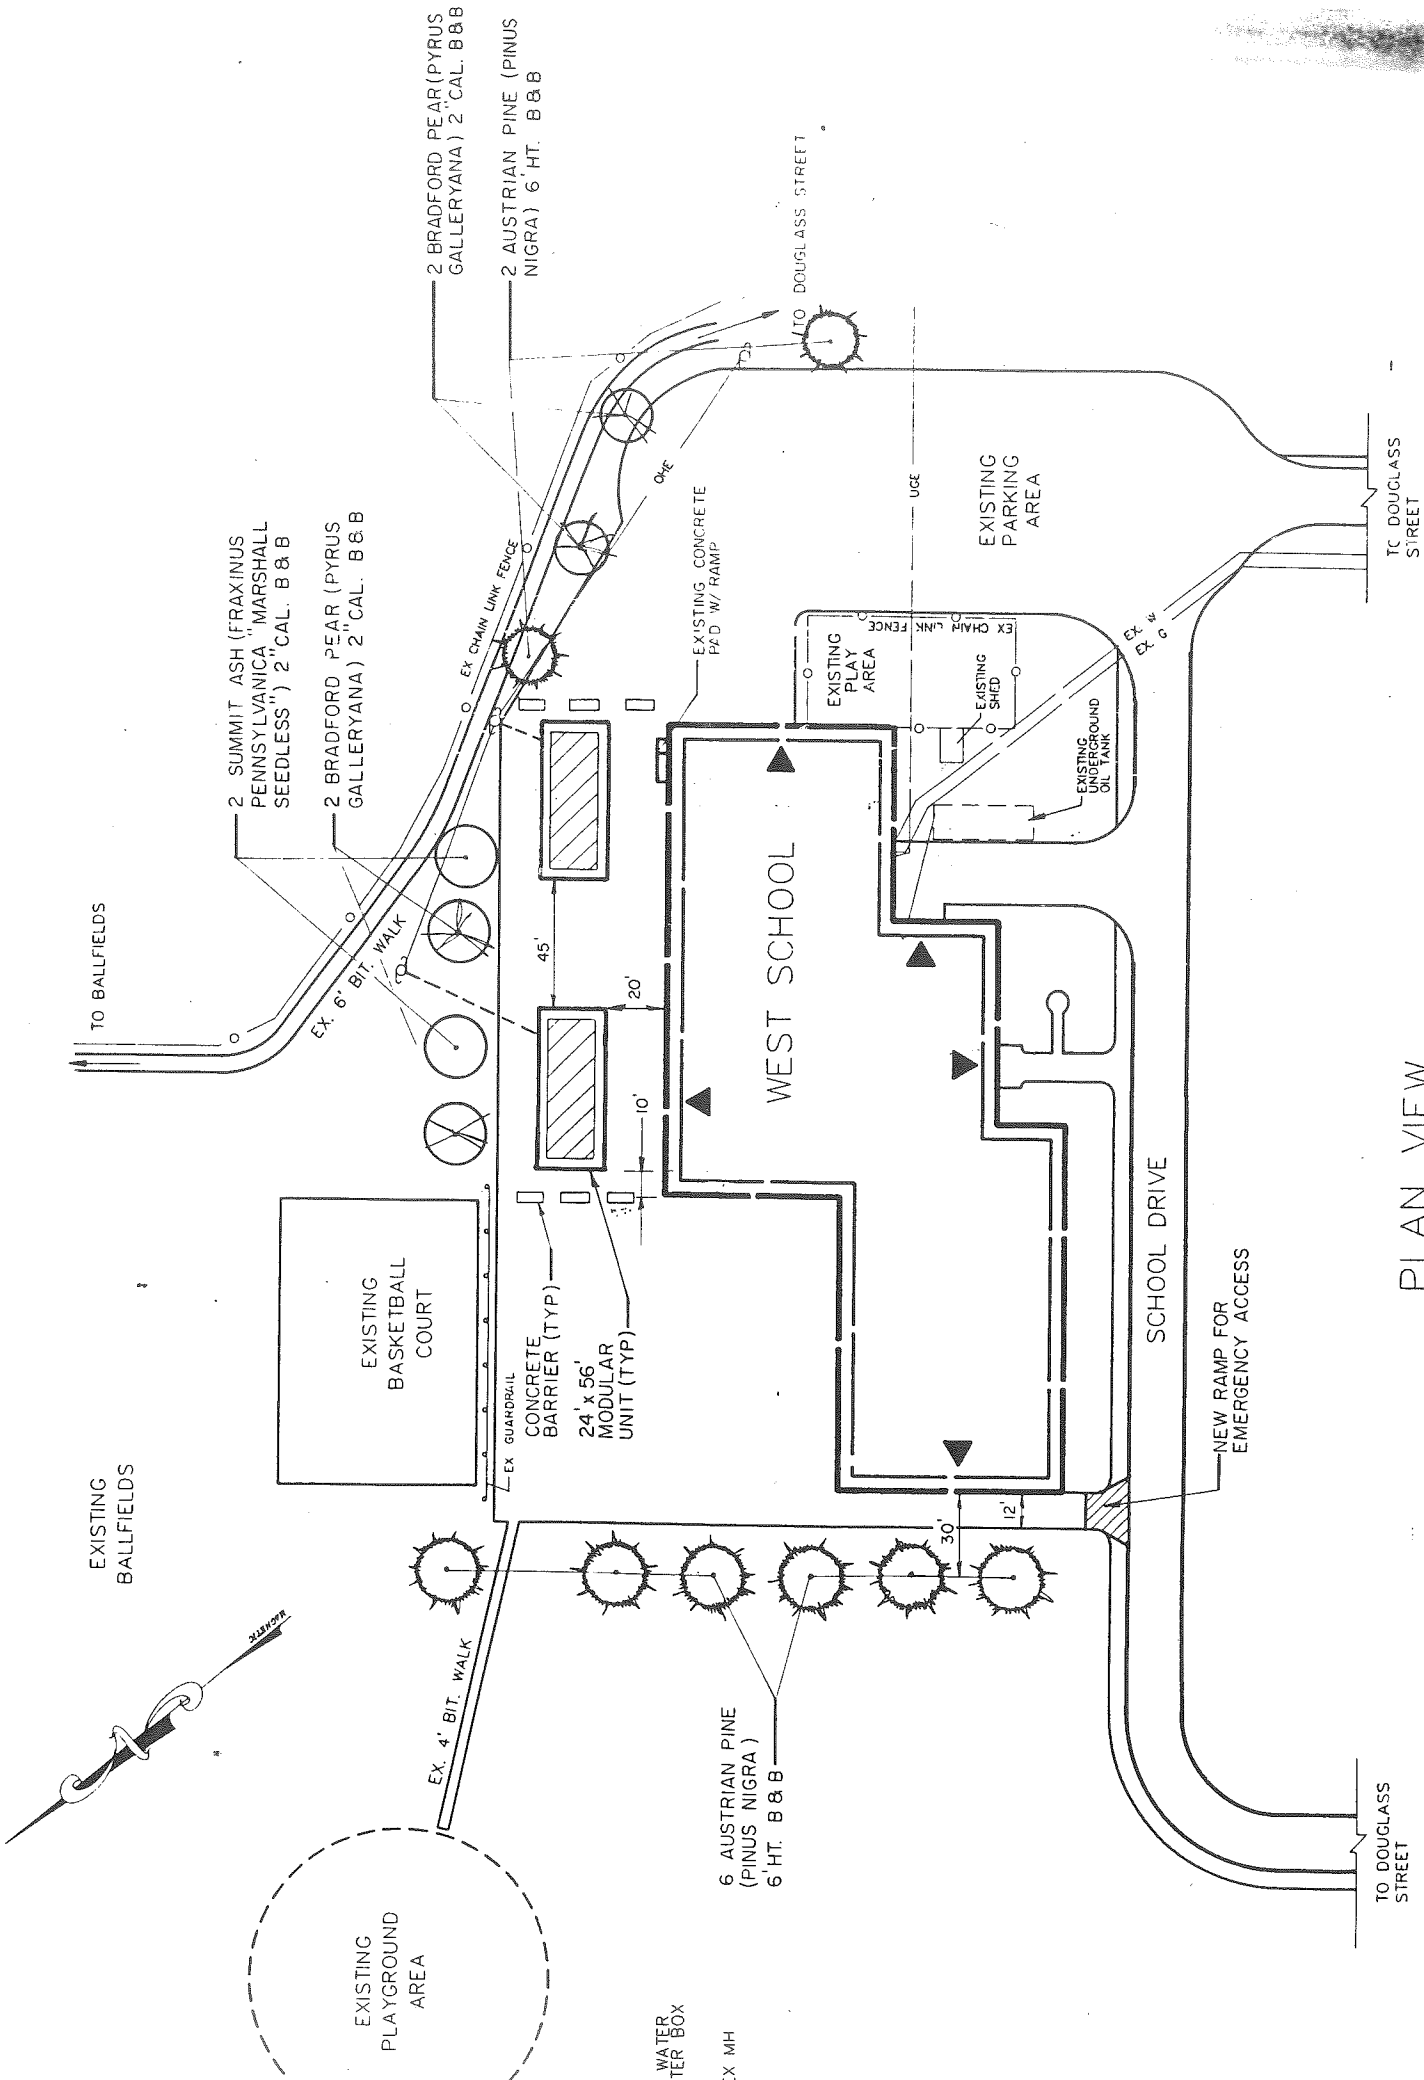 2 BRADFORD PEAR (PYRUS
GALLERYANA) 2" CAL. B&B
2 AUSTRIAN PINE (PINUS
NIGRA) 6' HT. B&B
2 SUMMIT ASH (FRAXINUS
PENNSYLVANICA "MARSHALL
SEEDLESS") 2" CAL. B&B
2 BRADFORD PEAR (PYRUS
GALLERYANA) 2" CAL. B&B
TO BALLFIELDS
EX. 6' BIT. WALK
EX CHAIN LINK FENCE
OHE
TO DOUGLASS STREET
EXISTING CONCRETE
PAD W/ RAMP
UGE
EXISTING
PARKING
AREA
EXISTING
PLAY
AREA
EX CHAIN LINK FENCE
EXISTING
SHED
EX. W
EX. G
EXISTING
UNDERGROUND
OIL TANK
TO DOUGLASS
STREET
45'
20'
10'
WEST SCHOOL
EXISTING
BASKETBALL
COURT
EX GUARDRAIL
CONCRETE
BARRIER (TYP)
24' x 56'
MODULAR
UNIT (TYP)
EXISTING
BALLFIELDS
MAGNETIC
N
EX. 4' BIT. WALK
30'
12'
SCHOOL DRIVE
NEW RAMP FOR
EMERGENCY ACCESS
6 AUSTRIAN PINE
(PINUS NIGRA)
6' HT. B&B
EXISTING
PLAYGROUND
AREA
TO DOUGLASS
STREET
WATER
TER BOX
EX MH
PLAN VIEW